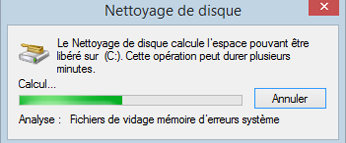 Nettoyage de disque
Le Nettoyage de disque calcule l'espace pouvant être
libéré sur (C:). Cette opération peut durer plusieurs
minutes.
Calcul...
Annuler
Analyse : Fichiers de vidage mémoire d'erreurs système